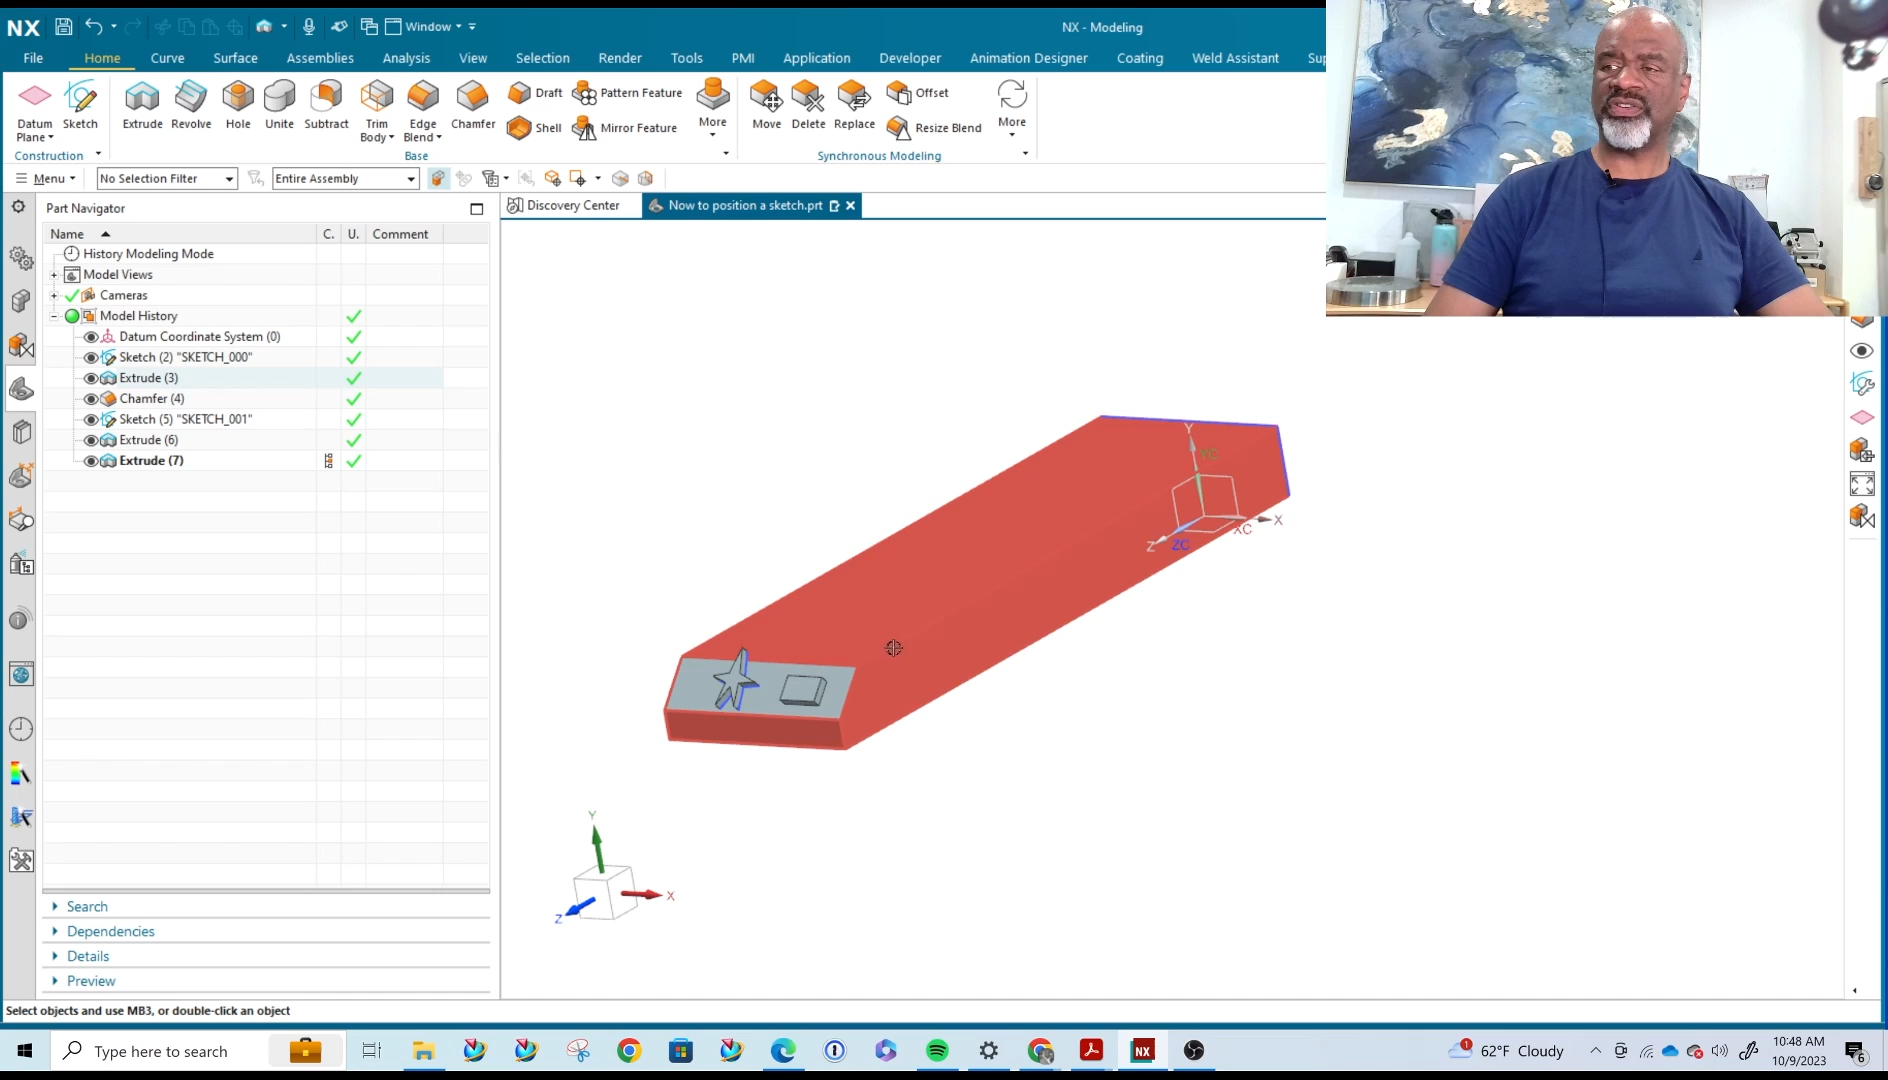 NX
Window
NX - Modeling
File Home Curve Surface Assemblies Analysis View Selection Render Tools PMI Application Developer Animation Designer Coating Weld Assistant Sup
Datum Plane
Sketch
Extrude
Revolve
Hole
Unite
Subtract
Trim Body
Edge Blend
Chamfer
Draft
Shell
Pattern Feature
Mirror Feature
More
Move
Delete
Replace
Offset
Resize Blend
More
Construction
Base
Synchronous Modeling
Menu
No Selection Filter
Entire Assembly
Part Navigator
Discovery Center
Now to position a sketch.prt
Name C. U. Comment
History Modeling Mode
Model Views
Cameras
Model History
Datum Coordinate System (0)
Sketch (2) "SKETCH_000"
Extrude (3)
Chamfer (4)
Sketch (5) "SKETCH_001"
Extrude (6)
Extrude (7)
Y
YC
X
XC
Z
ZC
Y
X
Z
Search
Dependencies
Details
Preview
Select objects and use MB3, or double-click an object
Type here to search
NX
62°F Cloudy
10:48 AM
10/9/2023
1
6